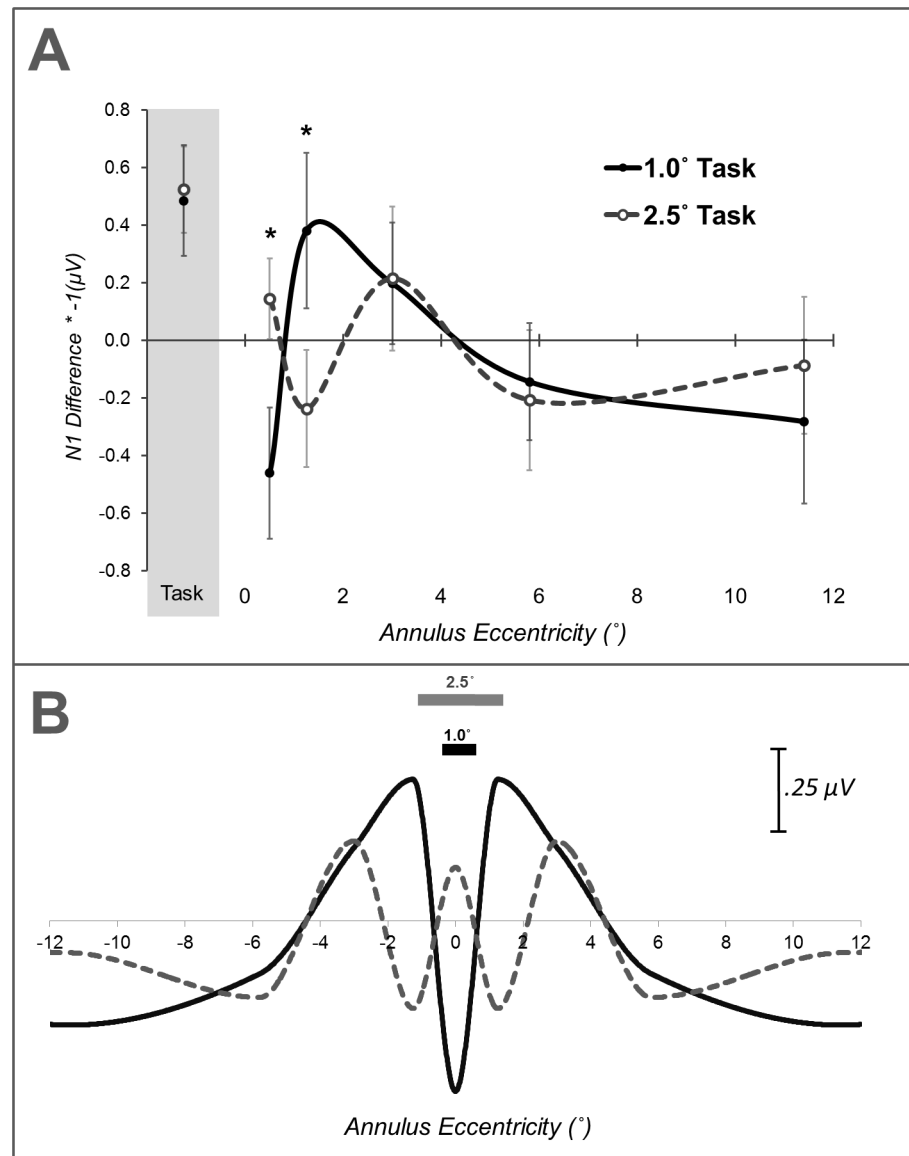 A
0.8
0.6
0.4
0.2
0.0
-0.2
-0.4
-0.6
-0.8
N1 Difference * -1(µV)
*
*
1.0˚ Task
2.5˚ Task
Task
0 2 4 6 8 10 12
Annulus Eccentricity (˚)
B
2.5˚
1.0˚
.25 µV
-12 -10 -8 -6 -4 -2 0 2 4 6 8 10 12
Annulus Eccentricity (˚)